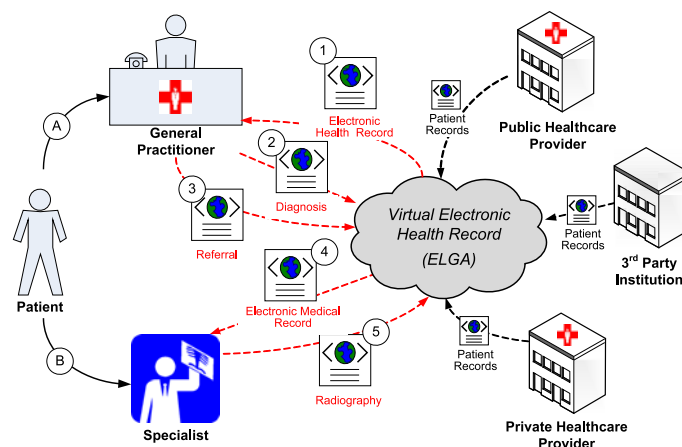 1
Electronic
Health Record
A
General
Practitioner
2
Diagnosis
3
Referral
Patient
Records
Public Healthcare
Provider
Virtual Electronic
Health Record
(ELGA)
Patient
Records
3rd Party
Institution
Patient
4
Electronic Medical
Record
5
Radiography
B
Specialist
Patient
Records
Private Healthcare
Provider